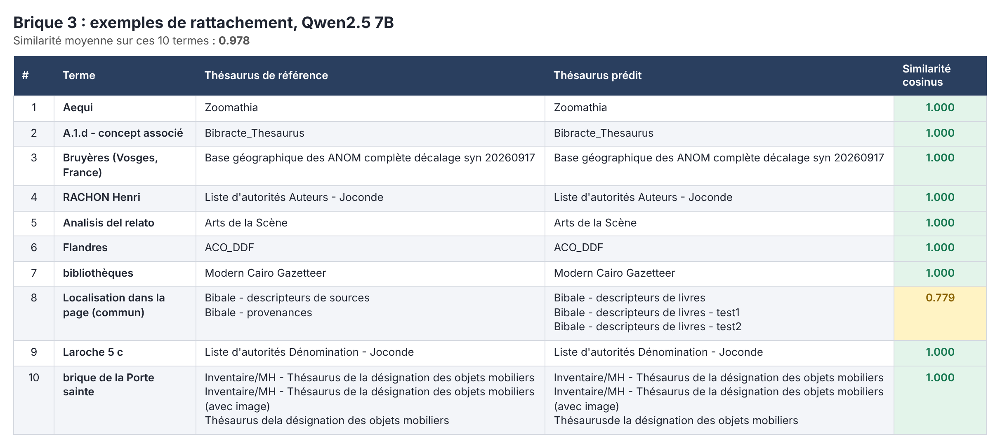 Brique 3 : exemples de rattachement, Qwen2.5 7B
Similarité moyenne sur ces 10 termes : 0.978
# Terme Thésaurus de référence Thésaurus prédit Similarité cosinus
1 Aequi Zoomathia Zoomathia 1.000
2 A.1.d - concept associé Bibracte_Thesaurus Bibracte_Thesaurus 1.000
3 Bruyères (Vosges, Base géographique des ANOM complète décalage syn 20260917 Base géographique des ANOM complète décalage syn 20260917 1.000
France)
4 RACHON Henri Liste d'autorités Auteurs - Joconde Liste d'autorités Auteurs - Joconde 1.000
5 Analisis del relato Arts de la Scène Arts de la Scène 1.000
6 Flandres ACO_DDF ACO_DDF 1.000
7 bibliothèques Modern Cairo Gazetteer Modern Cairo Gazetteer 1.000
8 Localisation dans la Bibale - descripteurs de sources Bibale - descripteurs de livres 0.779
page (commun) Bibale - provenances Bibale - descripteurs de livres - test1
Bibale - descripteurs de livres - test2
9 Laroche 5 c Liste d'autorités Dénomination - Joconde Liste d'autorités Dénomination - Joconde 1.000
10 brique de la Porte Inventaire/MH - Thésaurus de la désignation des objets mobiliers Inventaire/MH - Thésaurus de la désignation des objets mobiliers 1.000
sainte Inventaire/MH - Thésaurus de la désignation des objets mobiliers Inventaire/MH - Thésaurus de la désignation des objets mobiliers
(avec image) (avec image)
Thésaurus dela désignation des objets mobiliers Thésaurusde la désignation des objets mobiliers